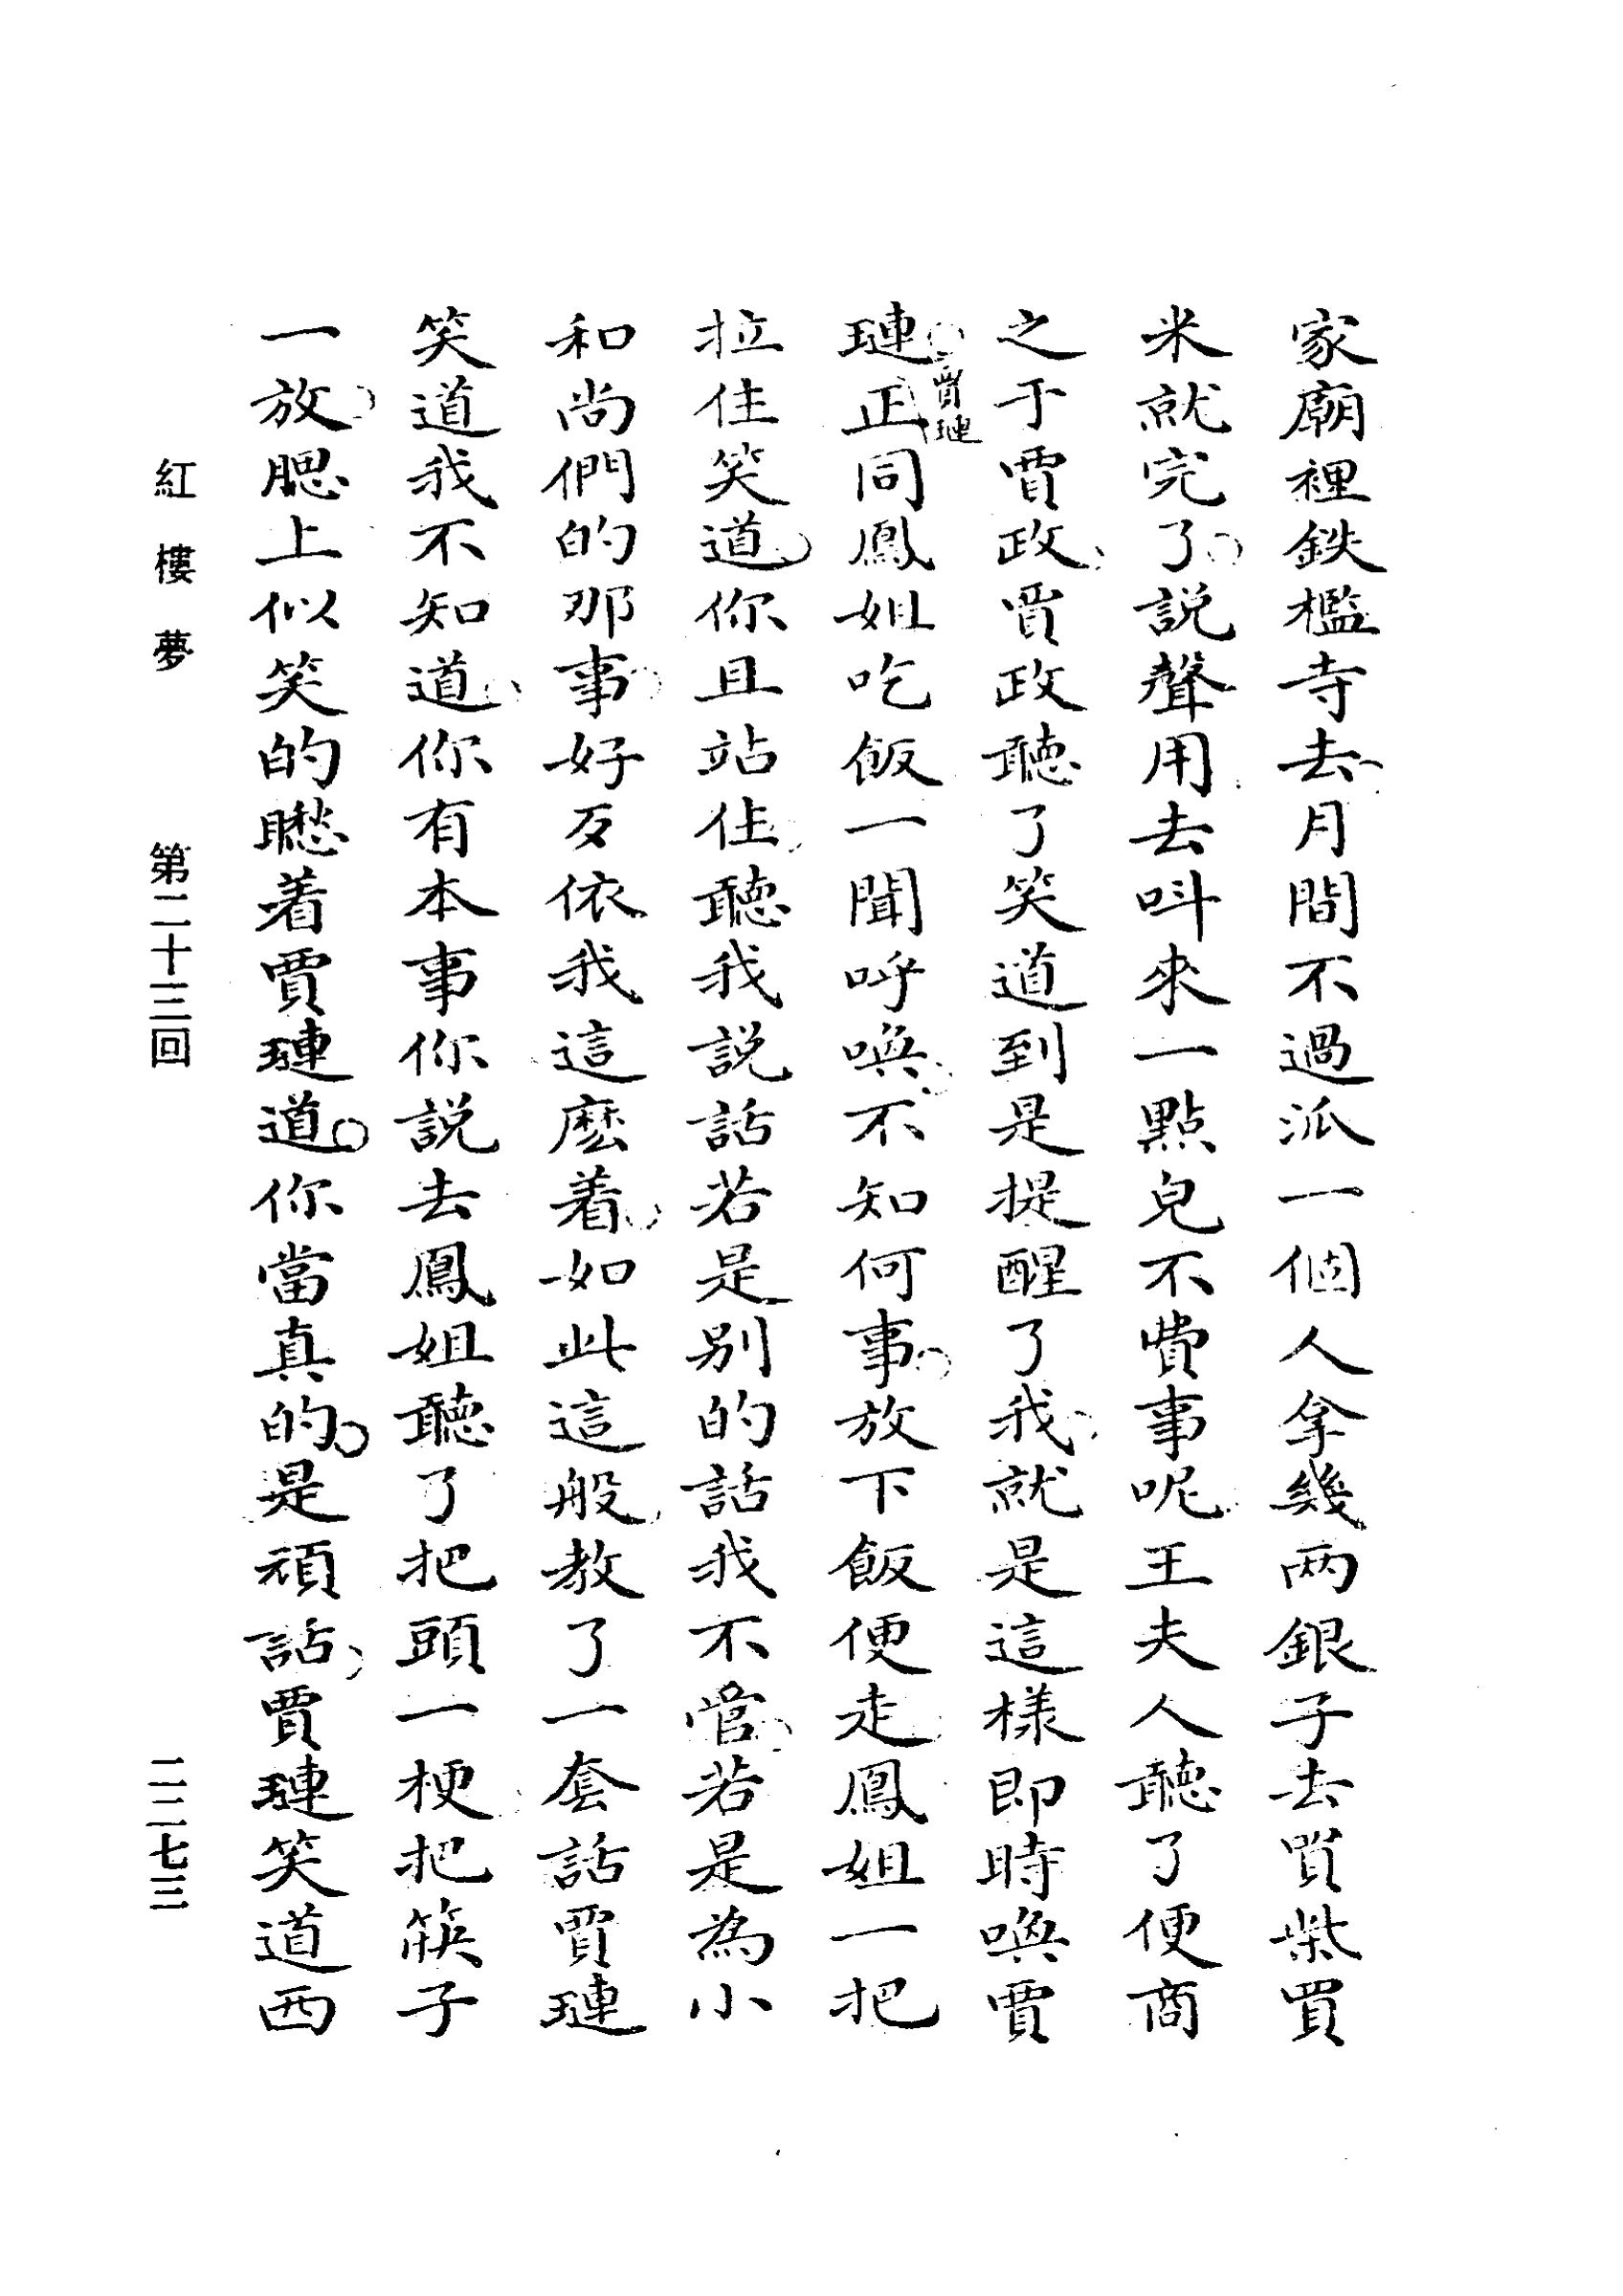 家廟裡鉄檻寺去月間不過派一個人拿幾两銀子去買柴買
米就完了説聲用去呌來一點兒不費事呢王夫人聽了便商
之于賈政賈政聽了笑道到是提醒了我就是這樣即時喚賈
璉正同鳳姐吃飯一聞呼喚不知何事放下飯便走鳳姐一把
賈璉
拉住笑道你且站住聽我説話若是别的話我不管若是為小
和尚們的那事好歹依我這麽着如此這般教了一套話賈璉
笑道我不知道你有本事你説去鳳姐聽了把頭一梗把筷子
一放腮上似笑的瞅着賈璉道你當真的是頑話賈璉笑道西
紅樓夢
第二十三回
一二七三